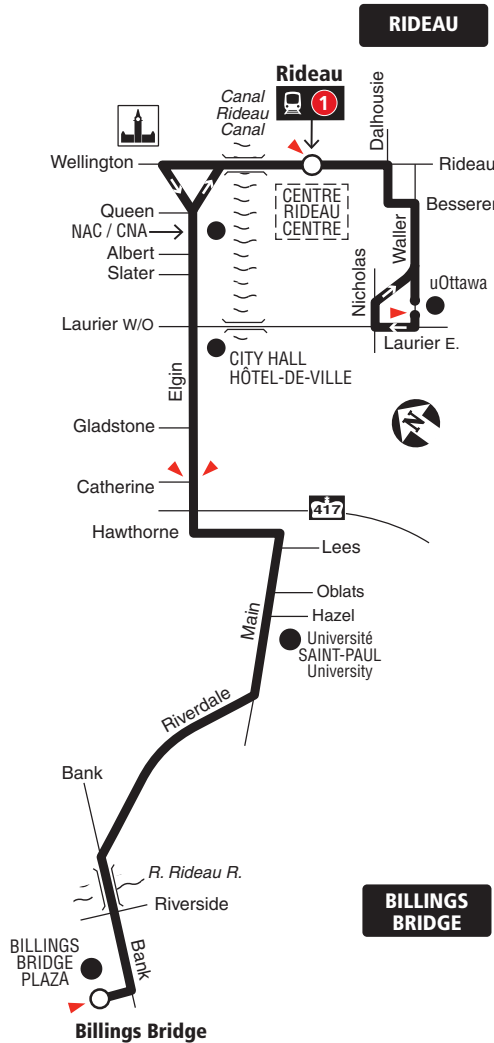 RIDEAU
Rideau
1
Canal
Rideau
Canal
Dalhousie
Wellington
Rideau
CENTRE
RIDEAU
CENTRE
Besserer
Queen
NAC / CNA
Waller
Albert
Slater
Nicholas
uOttawa
Laurier W/O
Laurier E.
CITY HALL
HÔTEL-DE-VILLE
Elgin
N
Gladstone
Catherine
417
Hawthorne
Lees
Oblats
Main
Hazel
Université
SAINT-PAUL
University
Riverdale
Bank
R. Rideau R.
Riverside
BILLINGS
BRIDGE
BILLINGS
BRIDGE
PLAZA
Bank
Billings Bridge